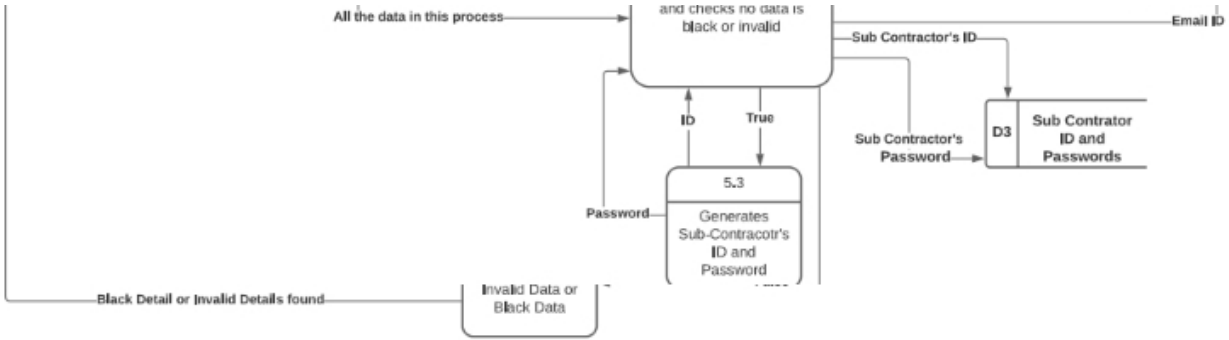 All the data in this process
and checks no data is
black or invalid
Email ID
Sub Contractor's ID
ID
True
D3
Sub Contrator
ID and
Passwords
Sub Contractor's
Password
5.3
Password
Generates
Sub-Contracotr's
ID and
Password
Invalid Data or
Black Data
Black Detail or Invalid Details found